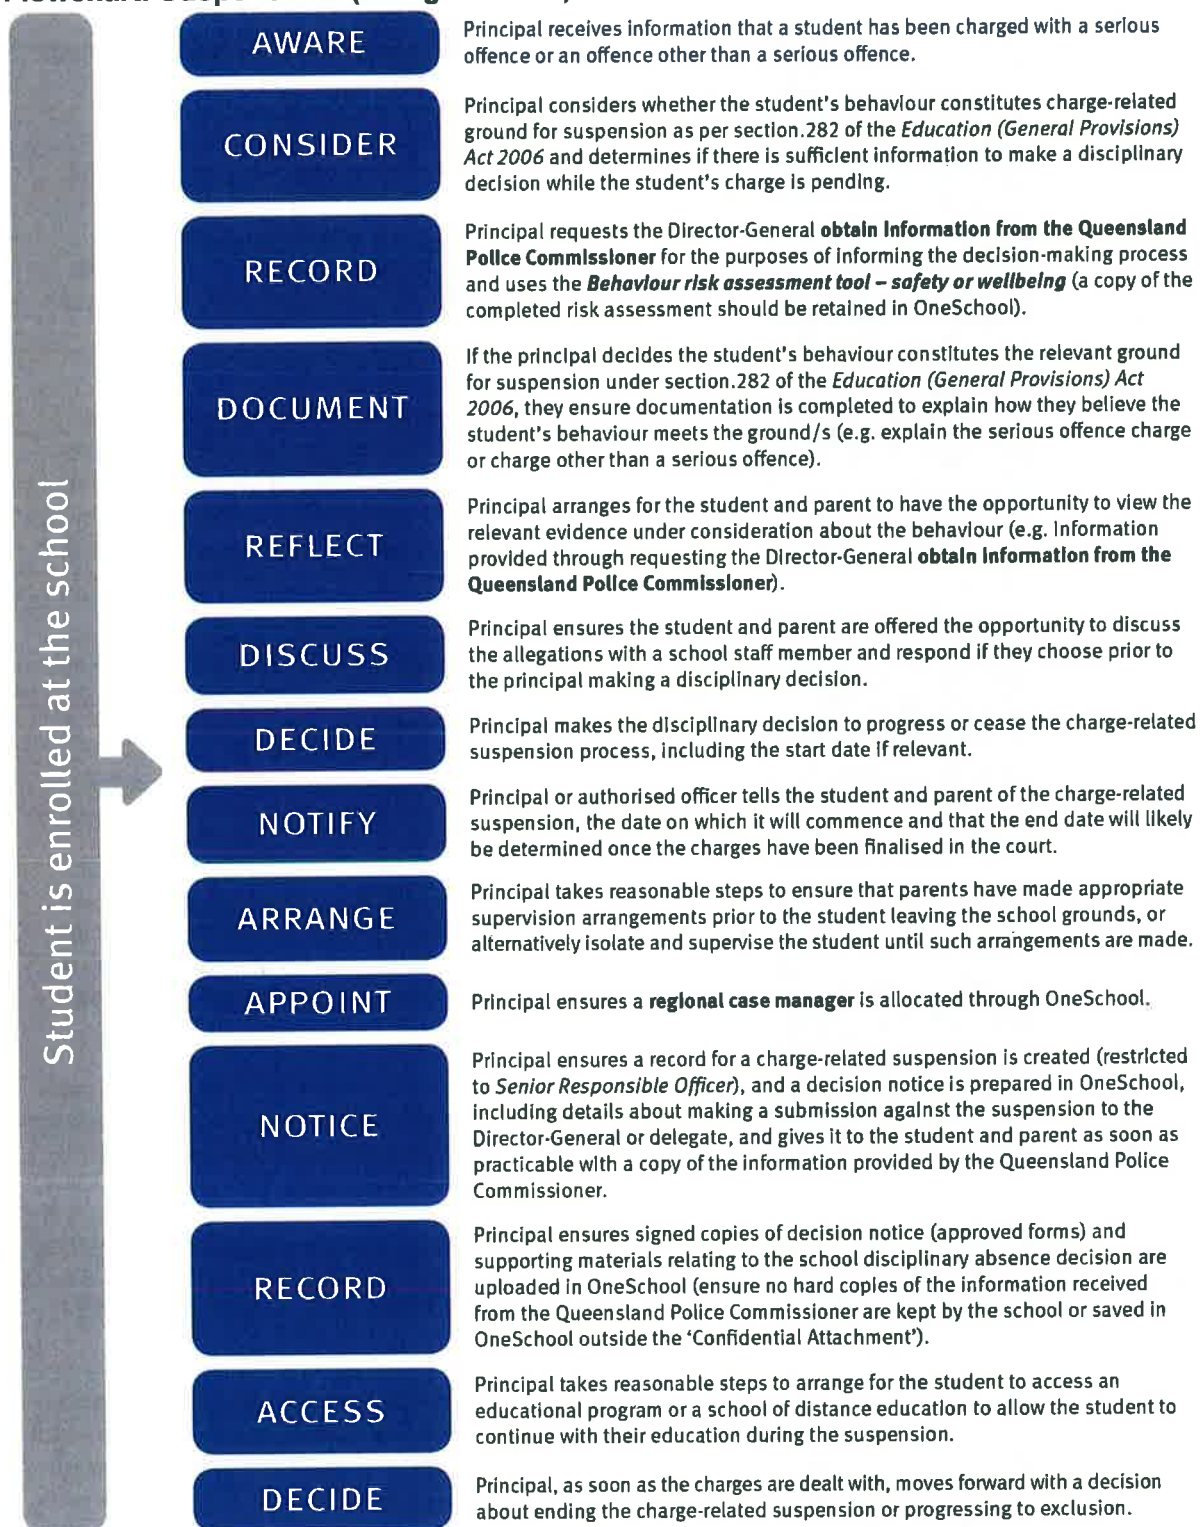 AWARE
Principal receives information that a student has been charged with a serious
offence or an offence other than a serious offence.
CONSIDER
Principal considers whether the student's behaviour constitutes charge-related
ground for suspension as per section.282 of the Education (General Provisions)
Act 2006 and determines if there is sufficient information to make a disciplinary
decision while the student's charge is pending.
RECORD
Principal requests the Director-General obtain information from the Queensland
Police Commissioner for the purposes of informing the decision-making process
and uses the Behaviour risk assessment tool – safety or wellbeing (a copy of the
completed risk assessment should be retained in OneSchool).
DOCUMENT
If the principal decides the student's behaviour constitutes the relevant ground
for suspension under section.282 of the Education (General Provisions) Act
2006, they ensure documentation is completed to explain how they believe the
student's behaviour meets the ground/s (e.g. explain the serious offence charge
or charge other than a serious offence).
REFLECT
Principal arranges for the student and parent to have the opportunity to view the
relevant evidence under consideration about the behaviour (e.g. Information
provided through requesting the Director-General obtain information from the
Queensland Police Commissioner).
DISCUSS
Principal ensures the student and parent are offered the opportunity to discuss
the allegations with a school staff member and respond if they choose prior to
the principal making a disciplinary decision.
Student is enrolled at the school
DECIDE
Principal makes the disciplinary decision to progress or cease the charge-related
suspension process, including the start date if relevant.
NOTIFY
Principal or authorised officer tells the student and parent of the charge-related
suspension, the date on which it will commence and that the end date will likely
be determined once the charges have been finalised in the court.
ARRANGE
Principal takes reasonable steps to ensure that parents have made appropriate
supervision arrangements prior to the student leaving the school grounds, or
alternatively isolate and supervise the student until such arrangements are made.
APPOINT
Principal ensures a regional case manager is allocated through OneSchool.
NOTICE
Principal ensures a record for a charge-related suspension is created (restricted
to Senior Responsible Officer), and a decision notice is prepared in OneSchool,
including details about making a submission against the suspension to the
Director-General or delegate, and gives it to the student and parent as soon as
practicable with a copy of the information provided by the Queensland Police
Commissioner.
RECORD
Principal ensures signed copies of decision notice (approved forms) and
supporting materials relating to the school disciplinary absence decision are
uploaded in OneSchool (ensure no hard copies of the information received
from the Queensland Police Commissioner are kept by the school or saved in
OneSchool outside the 'Confidential Attachment').
ACCESS
Principal takes reasonable steps to arrange for the student to access an
educational program or a school of distance education to allow the student to
continue with their education during the suspension.
DECIDE
Principal, as soon as the charges are dealt with, moves forward with a decision
about ending the charge-related suspension or progressing to exclusion.